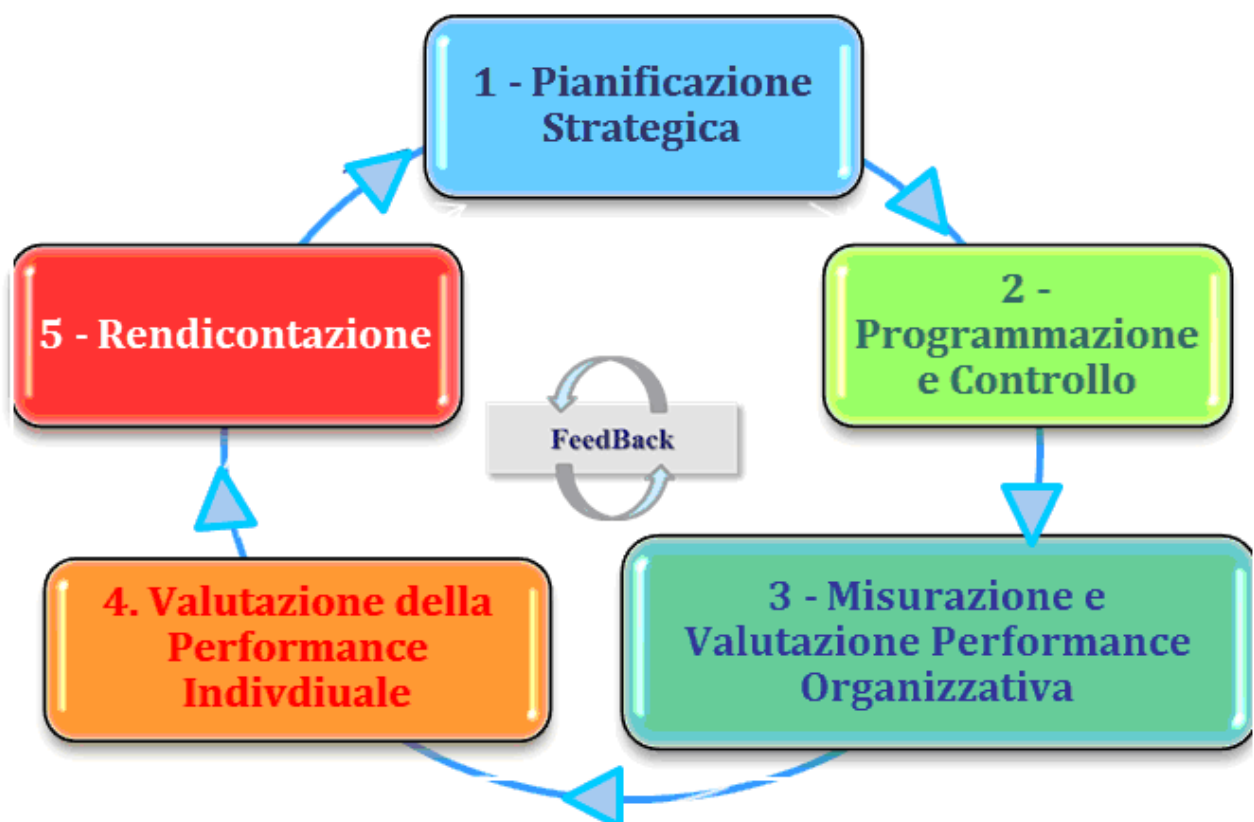 1 - Pianificazione
Strategica
2 -
Programmazione
e Controllo
3 - Misurazione e
Valutazione Performance
Organizzativa
4. Valutazione della
Performance
Indivdiuale
5 - Rendicontazione
FeedBack